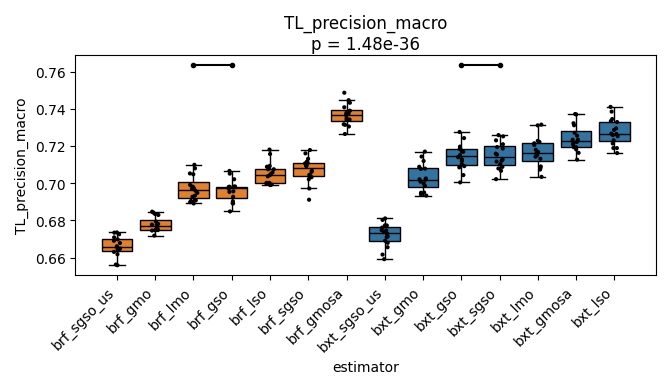 TL_precision_macro
p = 1.48e-36
TL_precision_macro
0.76
0.74
0.72
0.70
0.68
0.66
brf_sgso_us
brf_gmo
brf_lmo
brf_gso
brf_lso
brf_sgso
brf_gmosa
bxt_sgso_us
bxt_gmo
bxt_gso
bxt_sgso
bxt_lmo
bxt_gmosa
bxt_lso
estimator